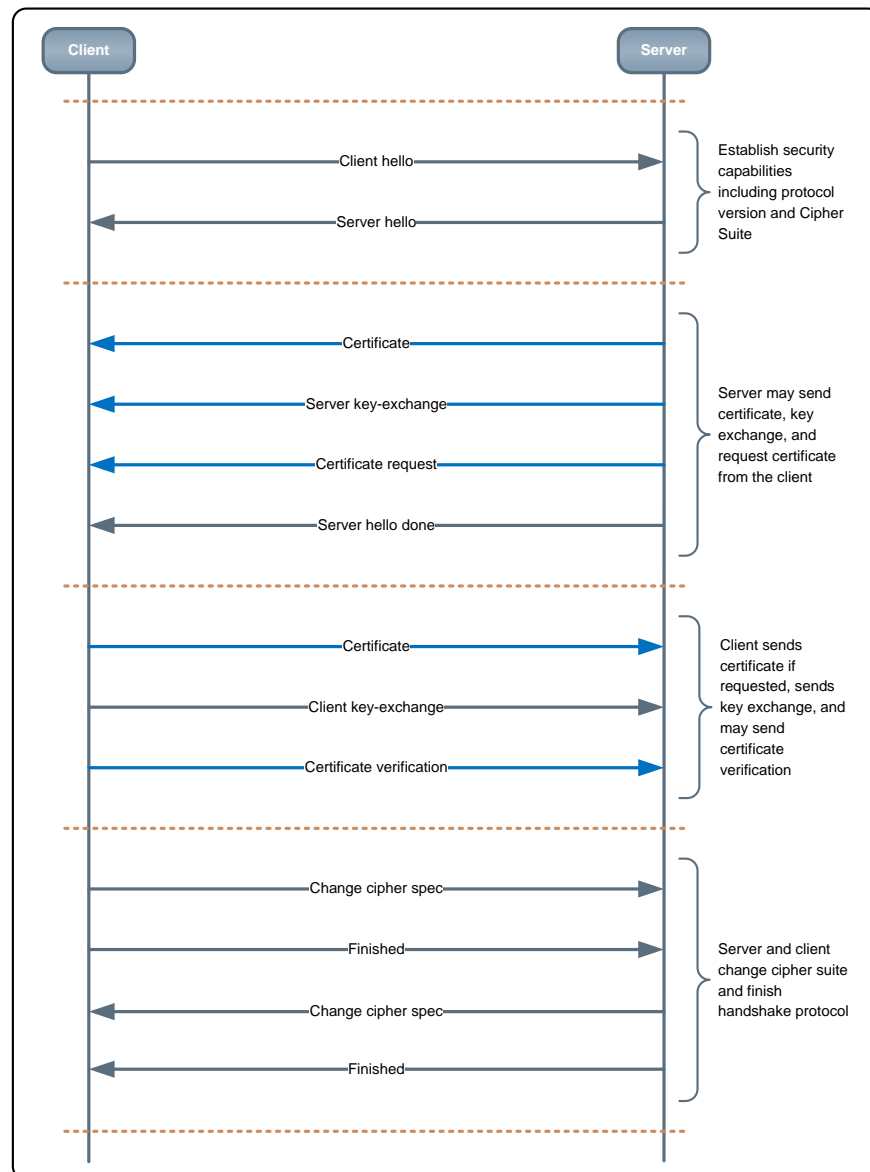 Client
Server
Client hello
Server hello
Establish security
capabilities
including protocol
version and Cipher
Suite
Certificate
Server key-exchange
Certificate request
Server hello done
Server may send
certificate, key
exchange, and
request certificate
from the client
Certificate
Client key-exchange
Certificate verification
Client sends
certificate if
requested, sends
key exchange, and
may send
certificate
verification
Change cipher spec
Finished
Change cipher spec
Finished
Server and client
change cipher suite
and finish
handshake protocol